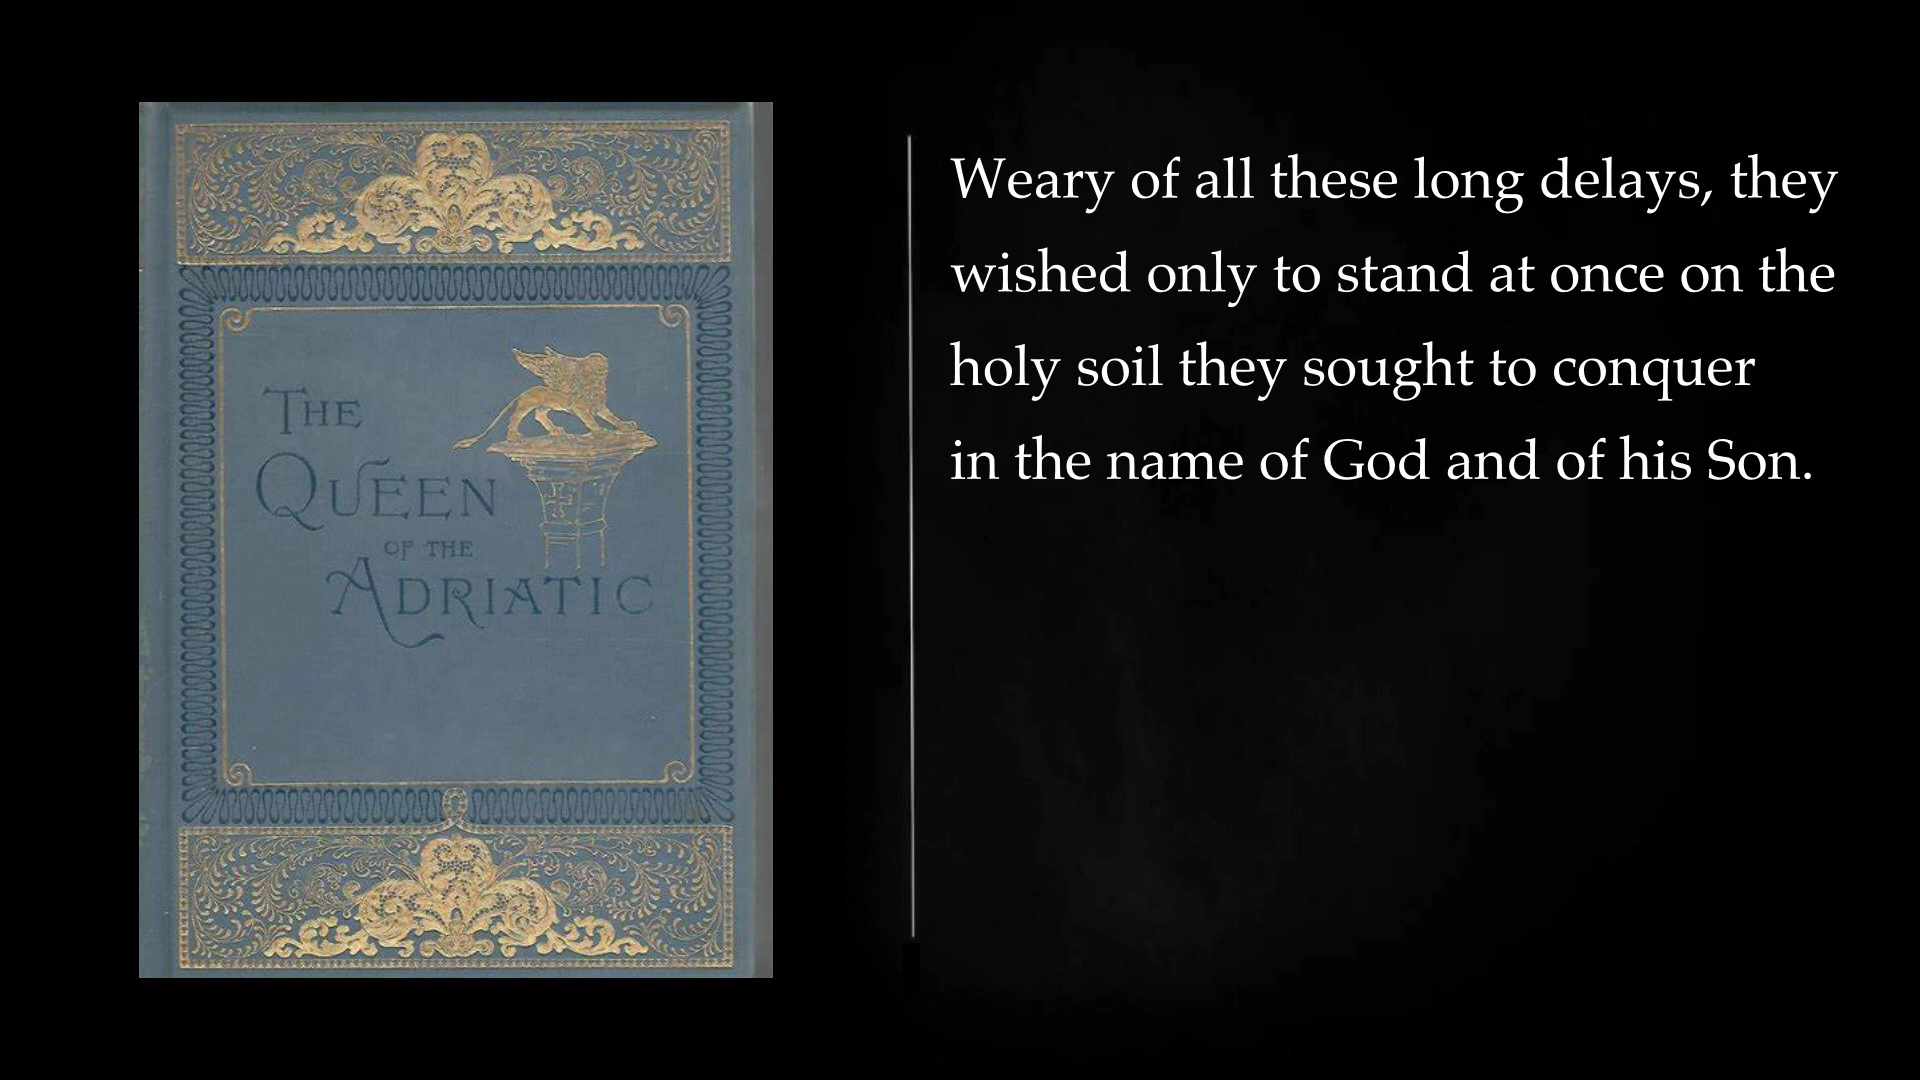 THE
QUEEN
OF THE
ADRIATIC
Weary of all these long delays, they
wished only to stand at once on the
holy soil they sought to conquer
in the name of God and of his Son.